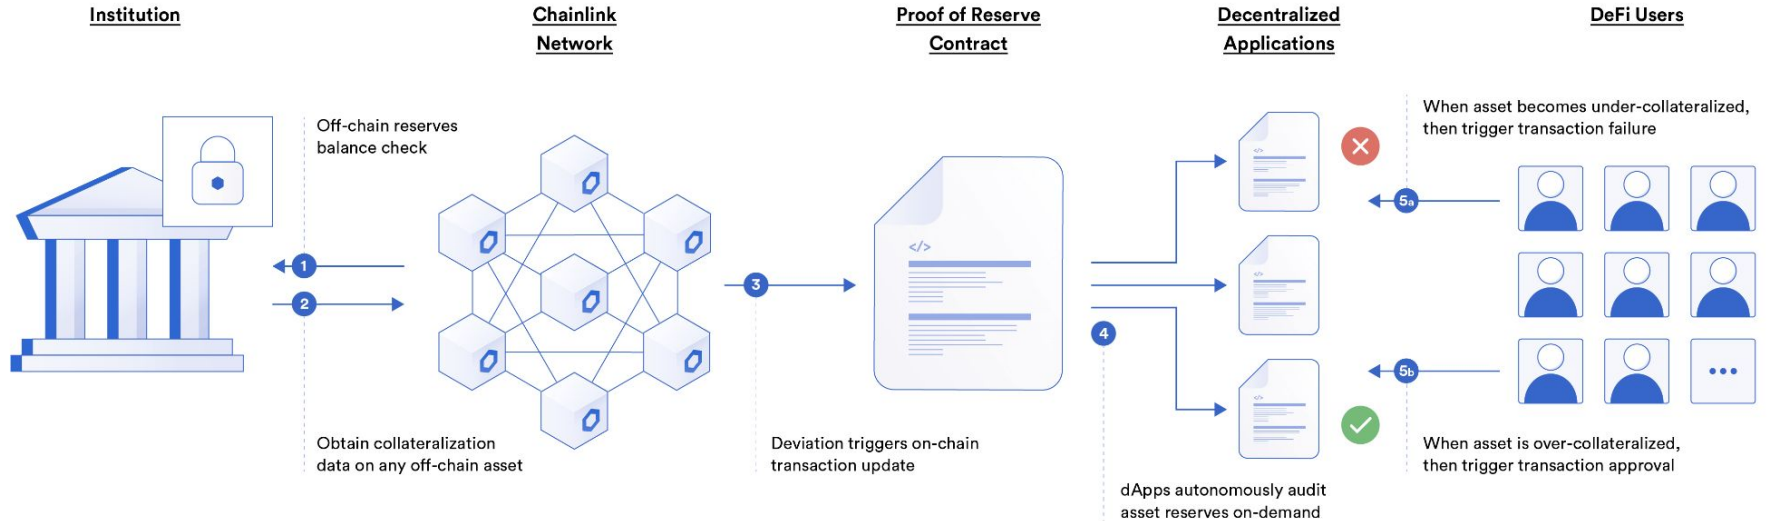 Institution
Chainlink
Network
Proof of Reserve
Contract
Decentralized
Applications
DeFi Users
Off-chain reserves
balance check
1
2
Obtain collateralization
data on any off-chain asset
3
Deviation triggers on-chain
transaction update
</>
4
dApps autonomously audit
asset reserves on-demand
</>
</>
</>
When asset becomes under-collateralized,
then trigger transaction failure
5a
5b
When asset is over-collateralized,
then trigger transaction approval